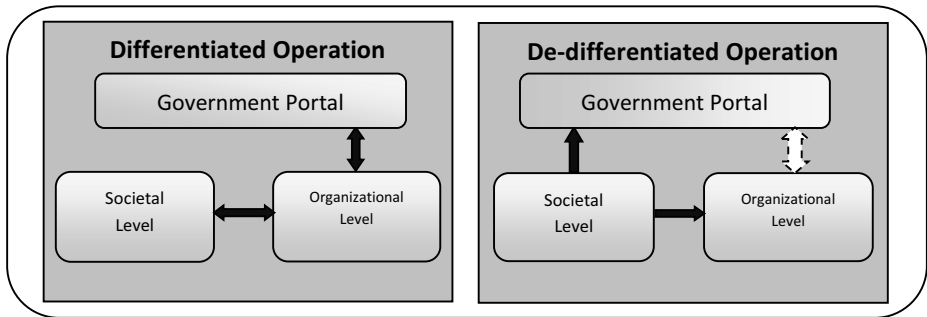 Differentiated Operation
Government Portal
Societal
Level
Organizational
Level
De-differentiated Operation
Government Portal
Societal
Level
Organizational
Level